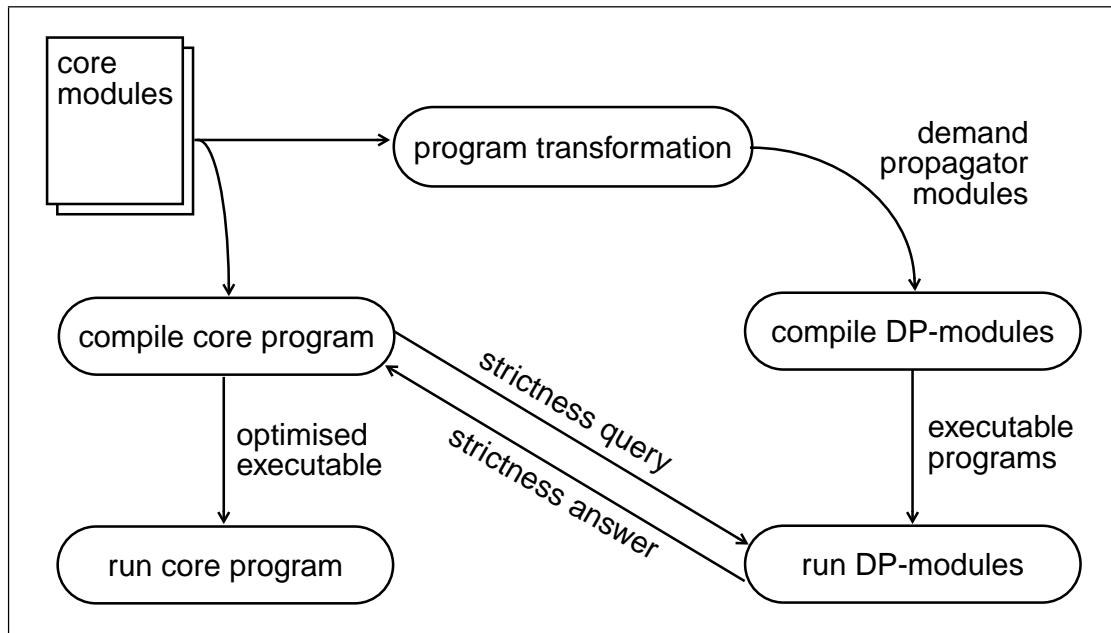 core
modules
program transformation
demand
propagator
modules
compile core program
compile DP-modules
strictness query
strictness answer
optimised
executable
executable
programs
run core program
run DP-modules